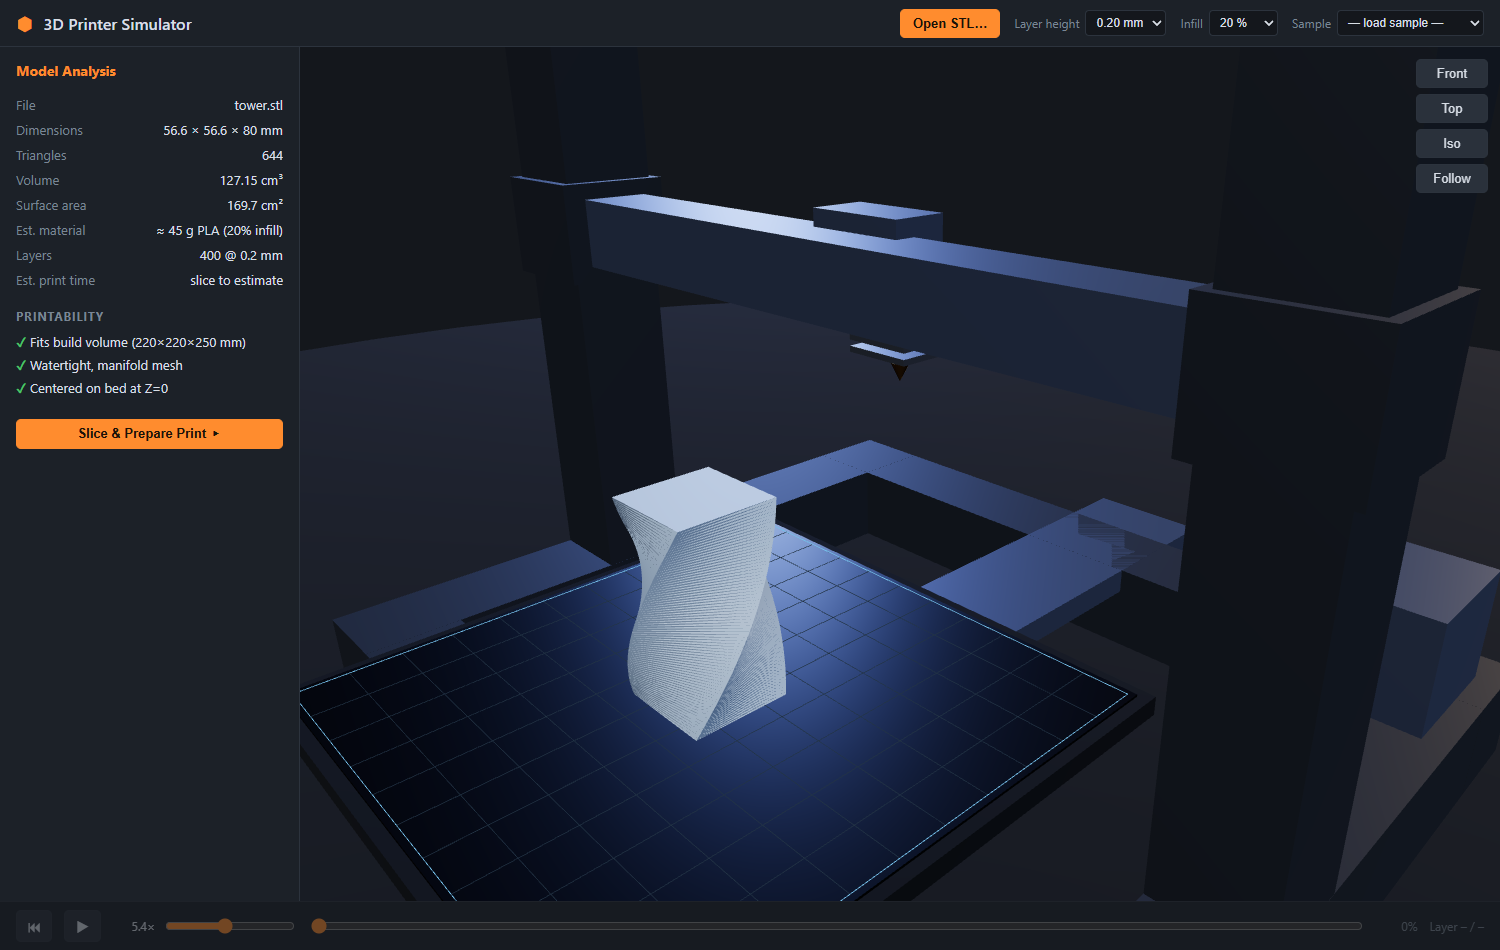 3D Printer Simulator
Open STL...
Layer height 0.20 mm
Infill 20 %
Sample — load sample —
Model Analysis
File tower.stl
Dimensions 56.6 × 56.6 × 80 mm
Triangles 644
Volume 127.15 cm³
Surface area 169.7 cm²
Est. material ≈ 45 g PLA (20% infill)
Layers 400 @ 0.2 mm
Est. print time slice to estimate
PRINTABILITY
✓ Fits build volume (220×220×250 mm)
✓ Watertight, manifold mesh
✓ Centered on bed at Z=0
Slice & Prepare Print ▸
Front
Top
Iso
Follow
5.4×
0% Layer – / –